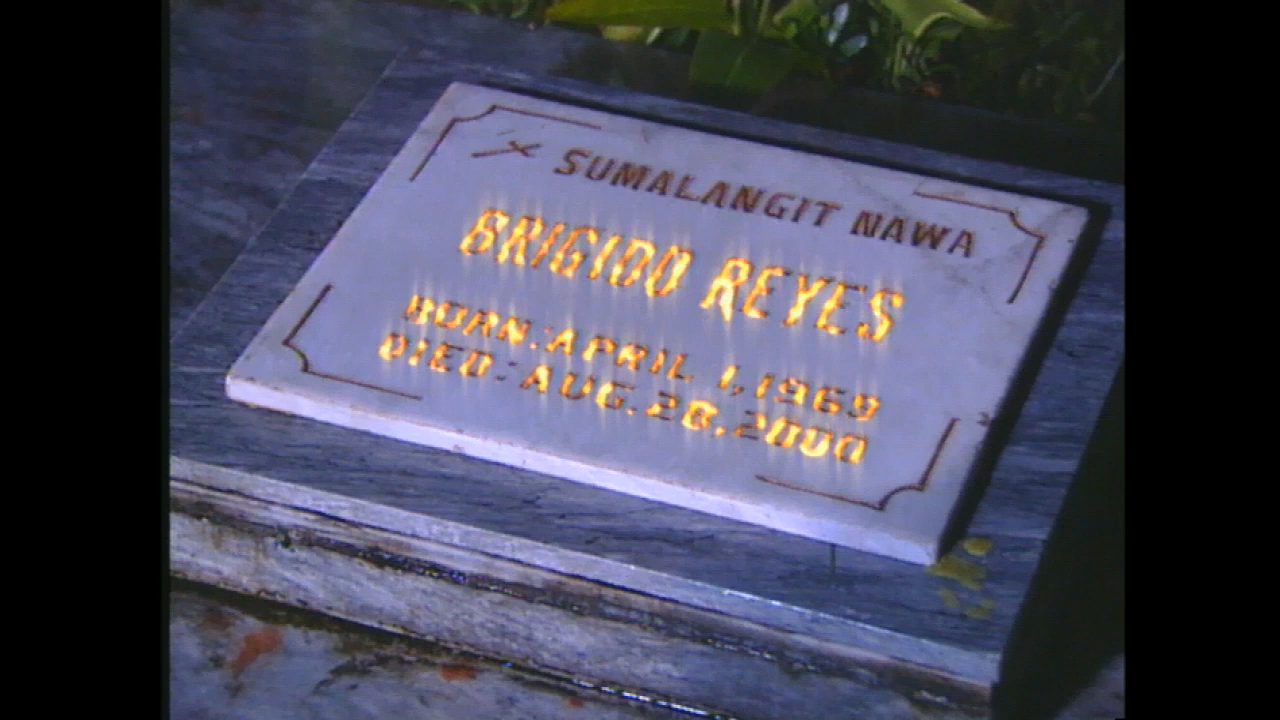 SUMALANGIT NAWA
BRIGIDO REYES
BORN: APRIL 1, 1969
DIED: AUG. 28, 2000